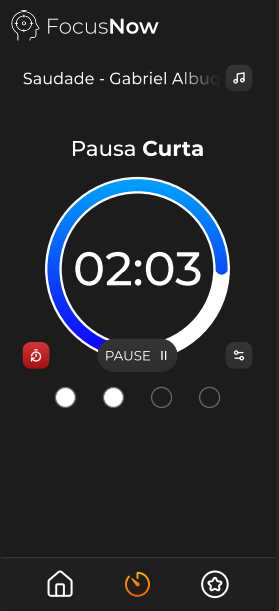 FocusNow
Saudade - Gabriel Albuq
Pausa Curta
02:03
PAUSE